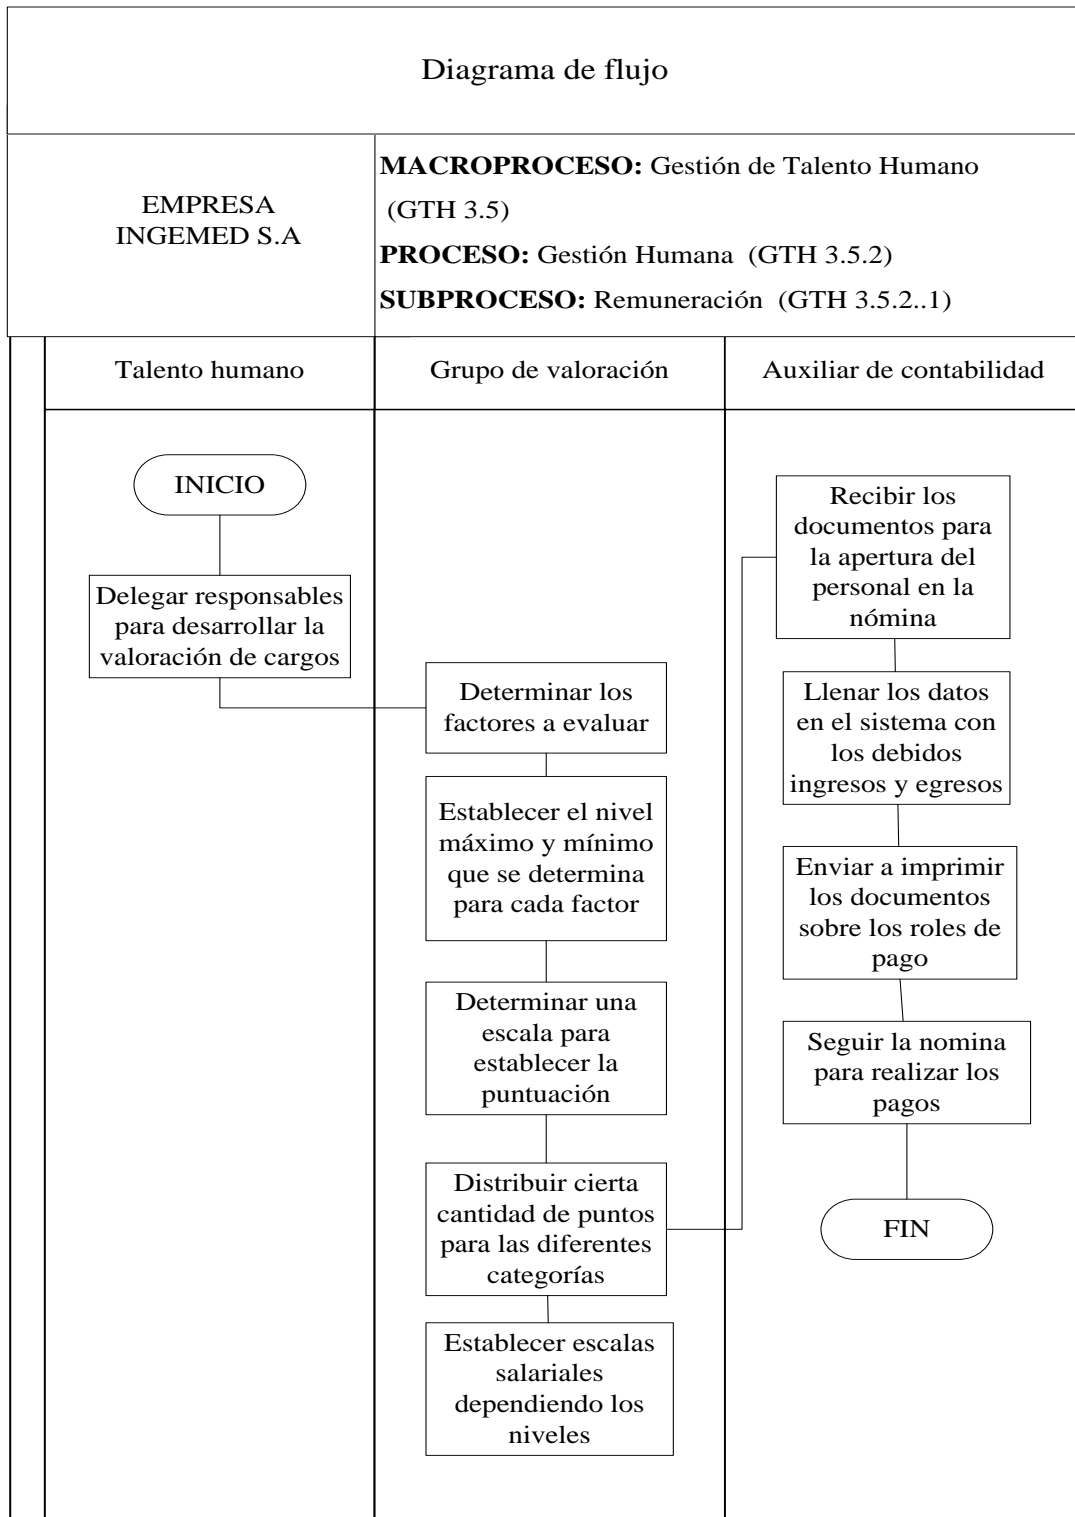 Diagrama de flujo
EMPRESA
INGEMED S.A
MACROPROCESO: Gestión de Talento Humano
(GTH 3.5)
PROCESO: Gestión Humana (GTH 3.5.2)
SUBPROCESO: Remuneración (GTH 3.5.2..1)
Talento humano
Grupo de valoración
Auxiliar de contabilidad
INICIO
Delegar responsables
para desarrollar la
valoración de cargos
Determinar los
factores a evaluar
Establecer el nivel
máximo y mínimo
que se determina
para cada factor
Determinar una
escala para
establecer la
puntuación
Distribuir cierta
cantidad de puntos
para las diferentes
categorías
Establecer escalas
salariales
dependiendo los
niveles
Recibir los
documentos para
la apertura del
personal en la
nómina
Llenar los datos
en el sistema con
los debidos
ingresos y egresos
Enviar a imprimir
los documentos
sobre los roles de
pago
Seguir la nomina
para realizar los
pagos
FIN